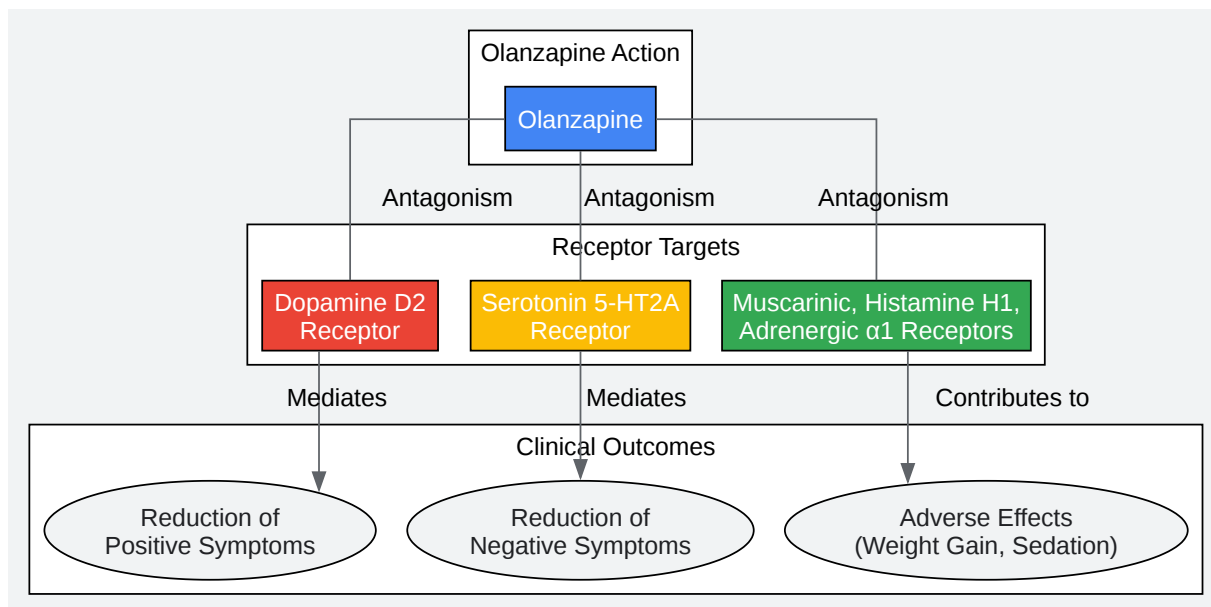 Olanzapine Action
Olanzapine
Antagonism
Antagonism
Antagonism
Receptor Targets
Dopamine D2
Receptor
Serotonin 5-HT2A
Receptor
Muscarinic, Histamine H1,
Adrenergic α1 Receptors
Mediates
Mediates
Contributes to
Clinical Outcomes
Reduction of
Positive Symptoms
Reduction of
Negative Symptoms
Adverse Effects
(Weight Gain, Sedation)